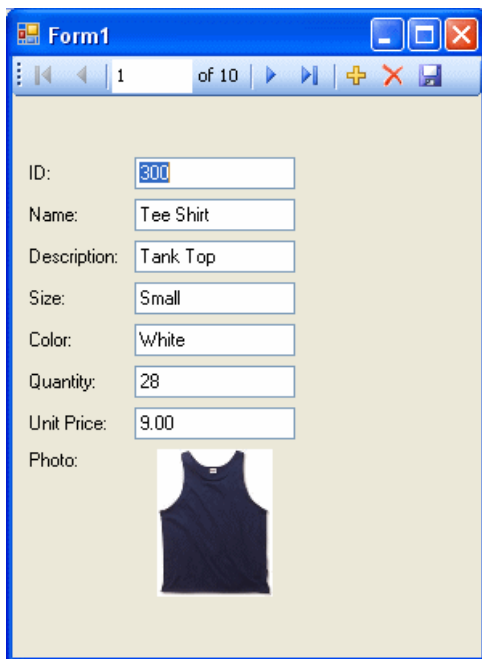 Form1
1 of 10
ID: 300
Name: Tee Shirt
Description: Tank Top
Size: Small
Color: White
Quantity: 28
Unit Price: 9.00
Photo: